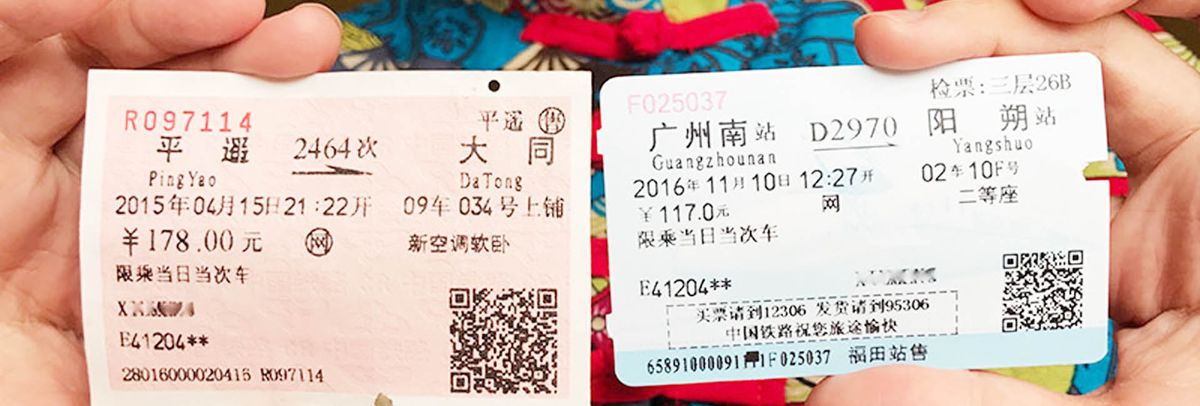 R097114
平遥 售
平遥 2464次 大同
PingYao DaTong
2015年04月15日21:22开 09车034号上铺
¥178.00元 网 新空调软卧
限乘当日当次车
X
E41204**
28016000020415 R097114
F025037 检票:三层26B
广州南站 D2970 阳朔站
Guangzhounan Yangshuo
2016年11月10日12:27开 02车10F号
¥117.0元 网 二等座
限乘当日当次车
E41204**
买票请到12306 发货请到95306
中国铁路祝您旅途愉快
65891000091 1F025037 福田站售